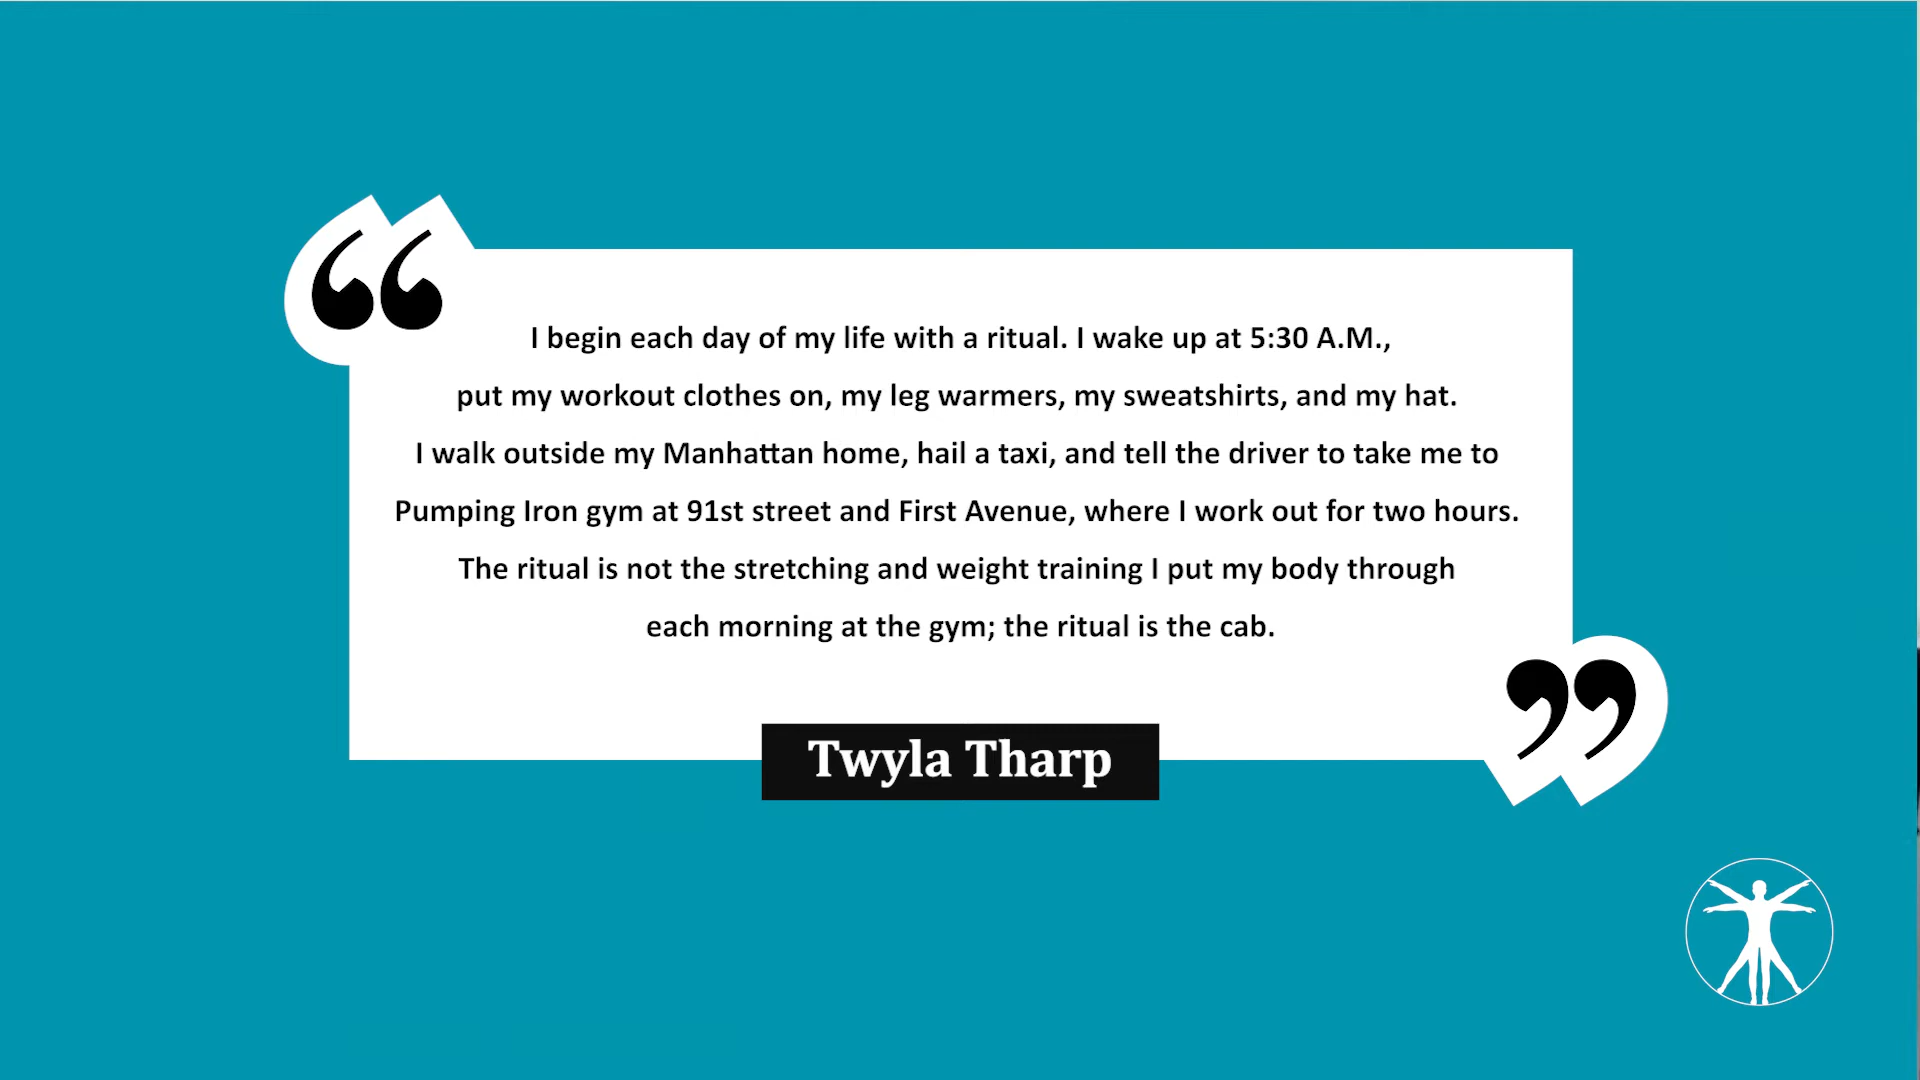 “
I begin each day of my life with a ritual. I wake up at 5:30 A.M.,
put my workout clothes on, my leg warmers, my sweatshirts, and my hat.
I walk outside my Manhattan home, hail a taxi, and tell the driver to take me to
Pumping Iron gym at 91st street and First Avenue, where I work out for two hours.
The ritual is not the stretching and weight training I put my body through
each morning at the gym; the ritual is the cab.
”
Twyla Tharp